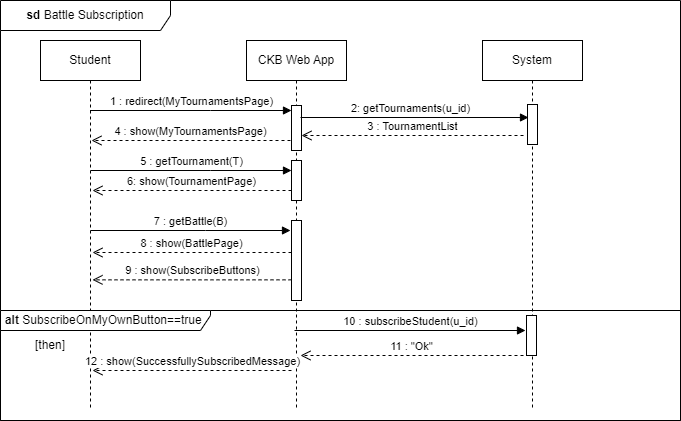 sd Battle Subscription
Student
CKB Web App
System
1 : redirect(MyTournamentsPage)
2: getTournaments(u_id)
3 : TournamentList
4 : show(MyTournamentsPage)
5 : getTournament(T)
6: show(TournamentPage)
7 : getBattle(B)
8 : show(BattlePage)
9 : show(SubscribeButtons)
alt SubscribeOnMyOwnButton==true
10 : subscribeStudent(u_id)
[then]
11 : "Ok"
12 : show(SuccessfullySubscribedMessage)